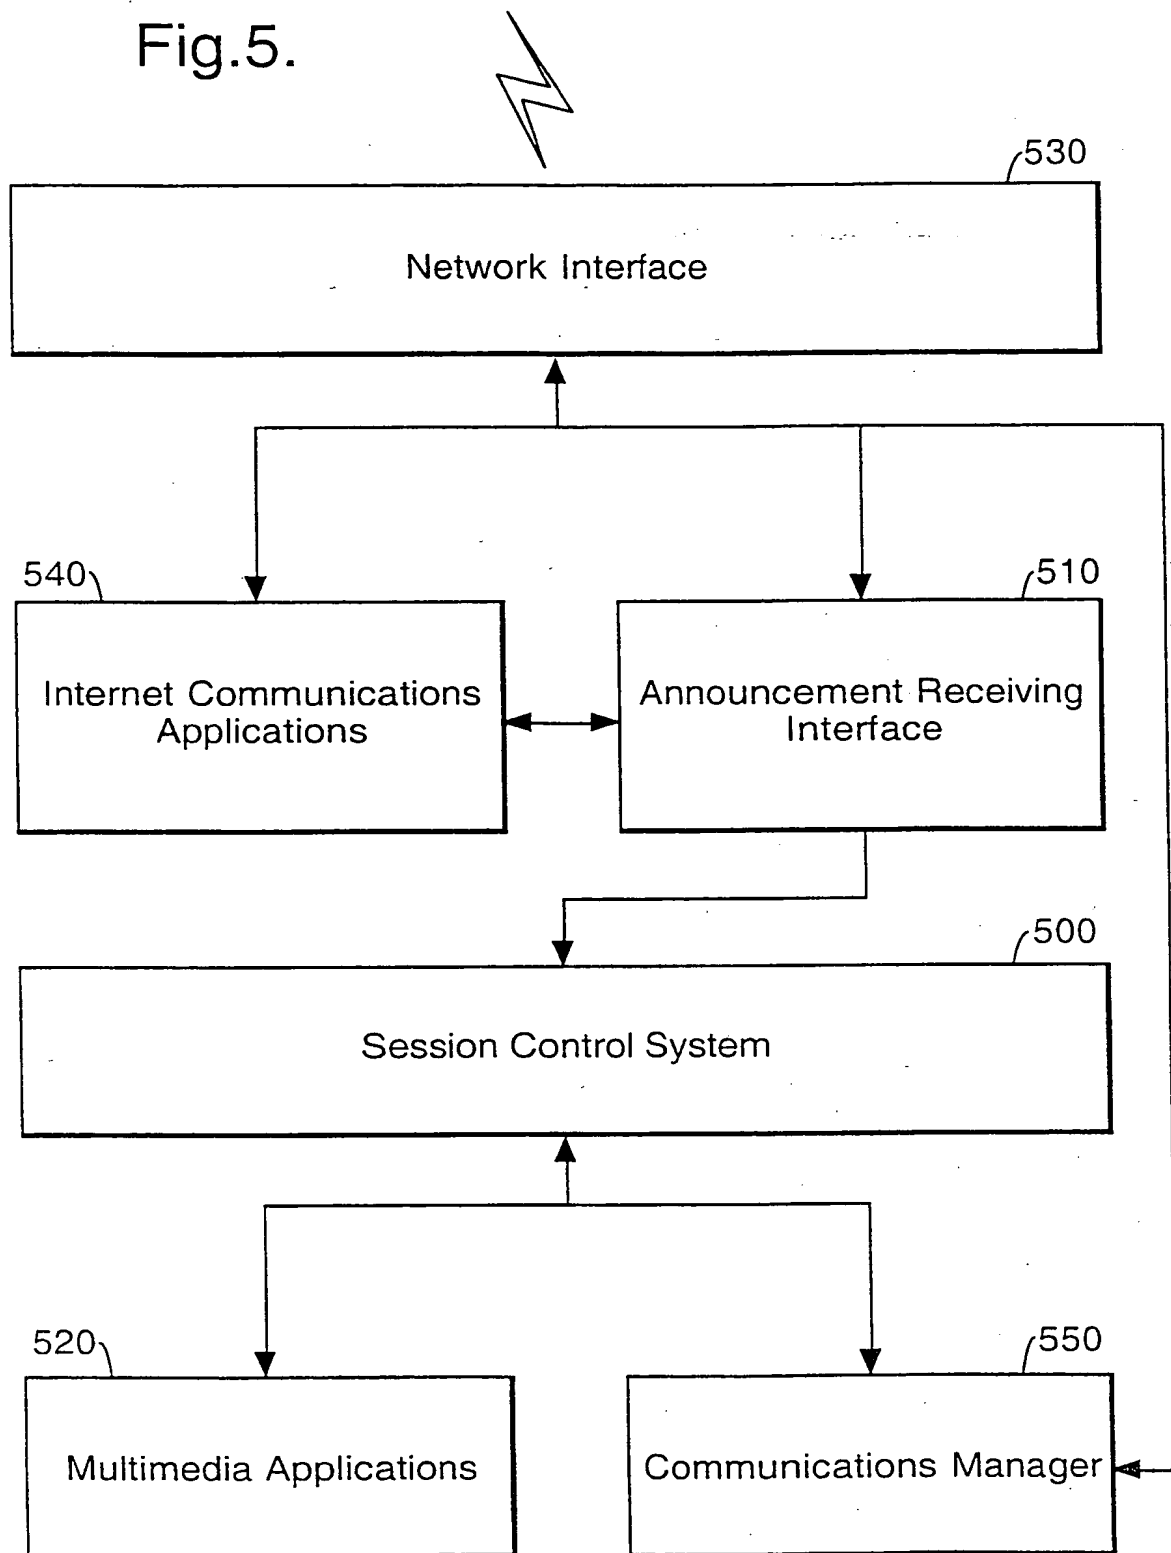 Fig.5.
530
Network Interface
540
510
Internet Communications
Applications
Announcement Receiving
Interface
500
Session Control System
520
550
Multimedia Applications
Communications Manager